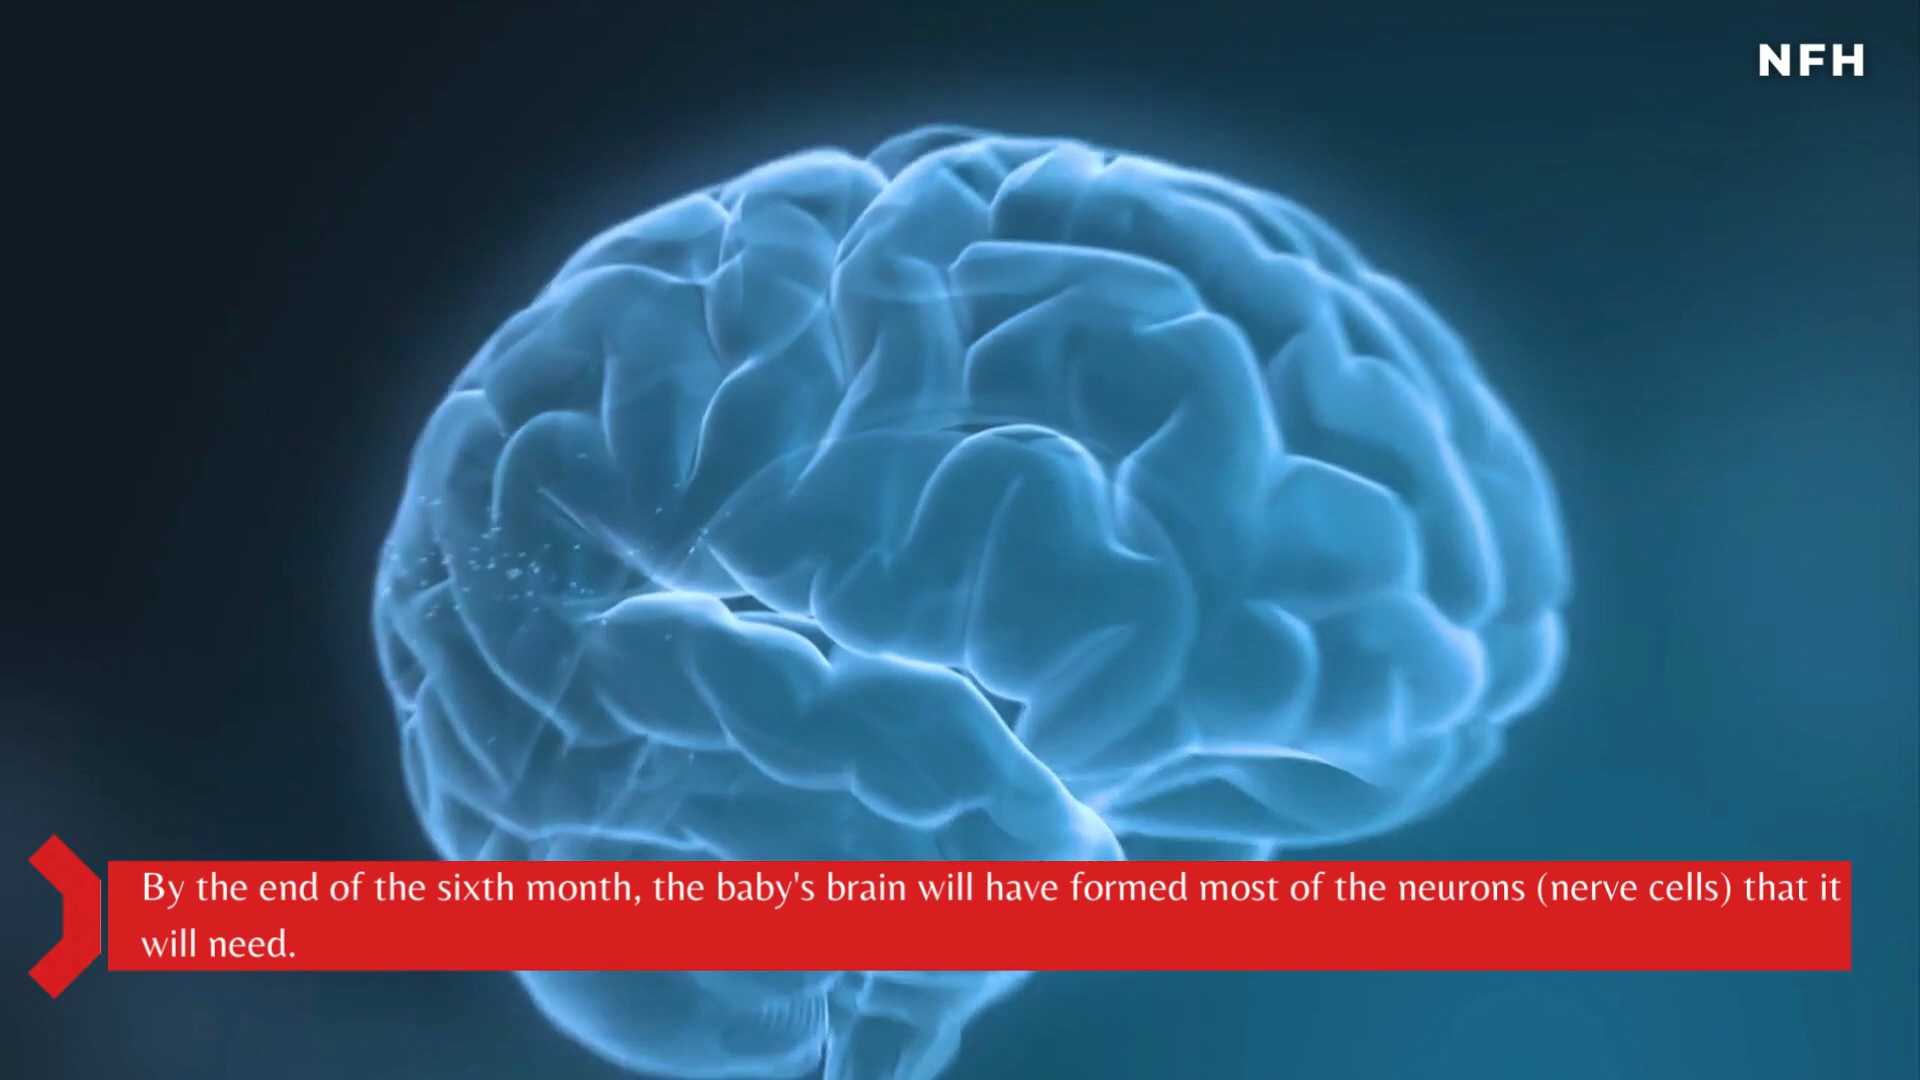 NFH
By the end of the sixth month, the baby's brain will have formed most of the neurons (nerve cells) that it
will need.